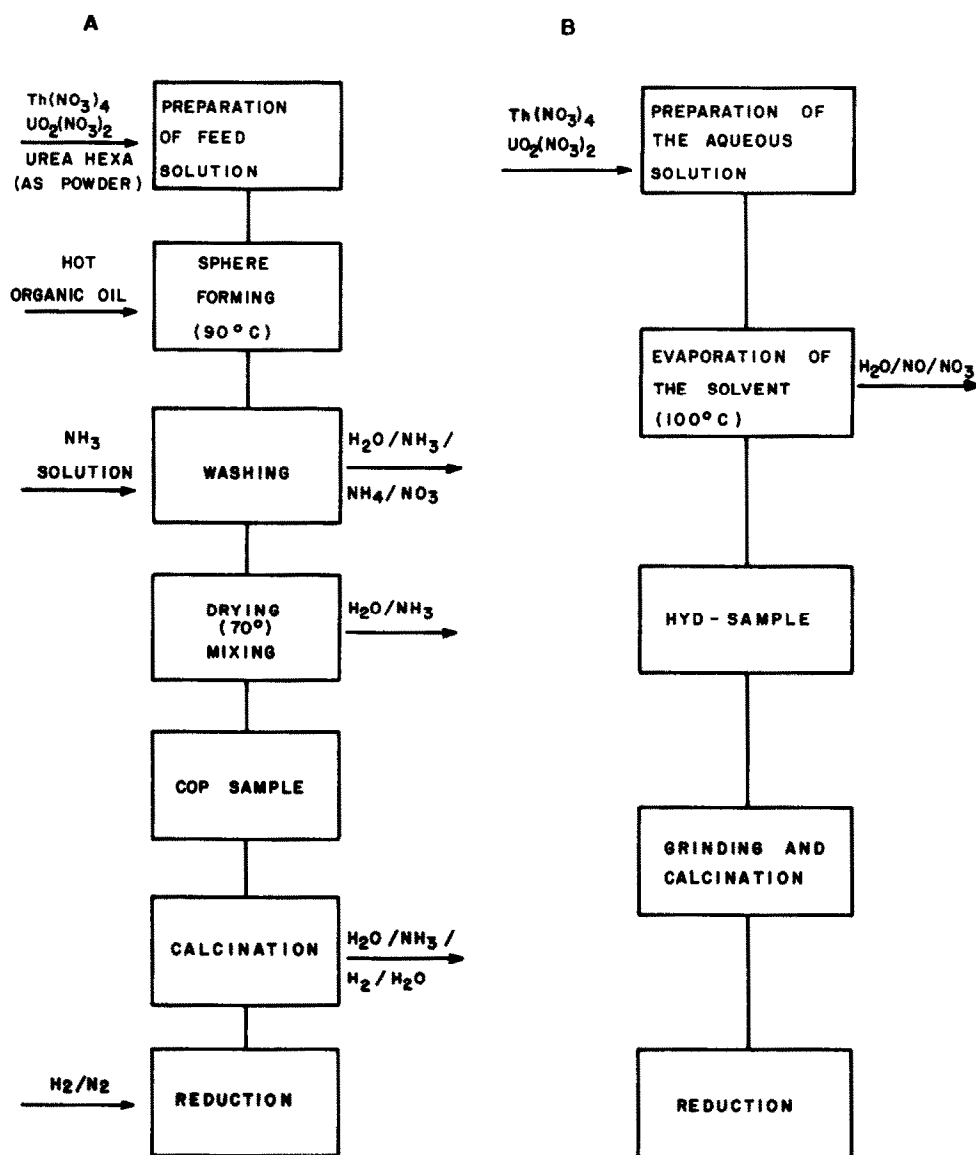 A
Th(NO3)4
UO2(NO3)2
UREA HEXA
(AS POWDER)
PREPARATION
OF FEED
SOLUTION
HOT
ORGANIC OIL
SPHERE
FORMING
(90°C)
NH3
SOLUTION
WASHING
H2O/NH3/
NH4/NO3
DRYING
(70°)
MIXING
H2O/NH3
COP SAMPLE
CALCINATION
H2O/NH3/
H2/H2O
H2/N2
REDUCTION
B
Th(NO3)4
UO2(NO3)2
PREPARATION OF
THE AQUEOUS
SOLUTION
EVAPORATION OF
THE SOLVENT
(100°C)
H2O/NO/NO3
HYD-SAMPLE
GRINDING AND
CALCINATION
REDUCTION